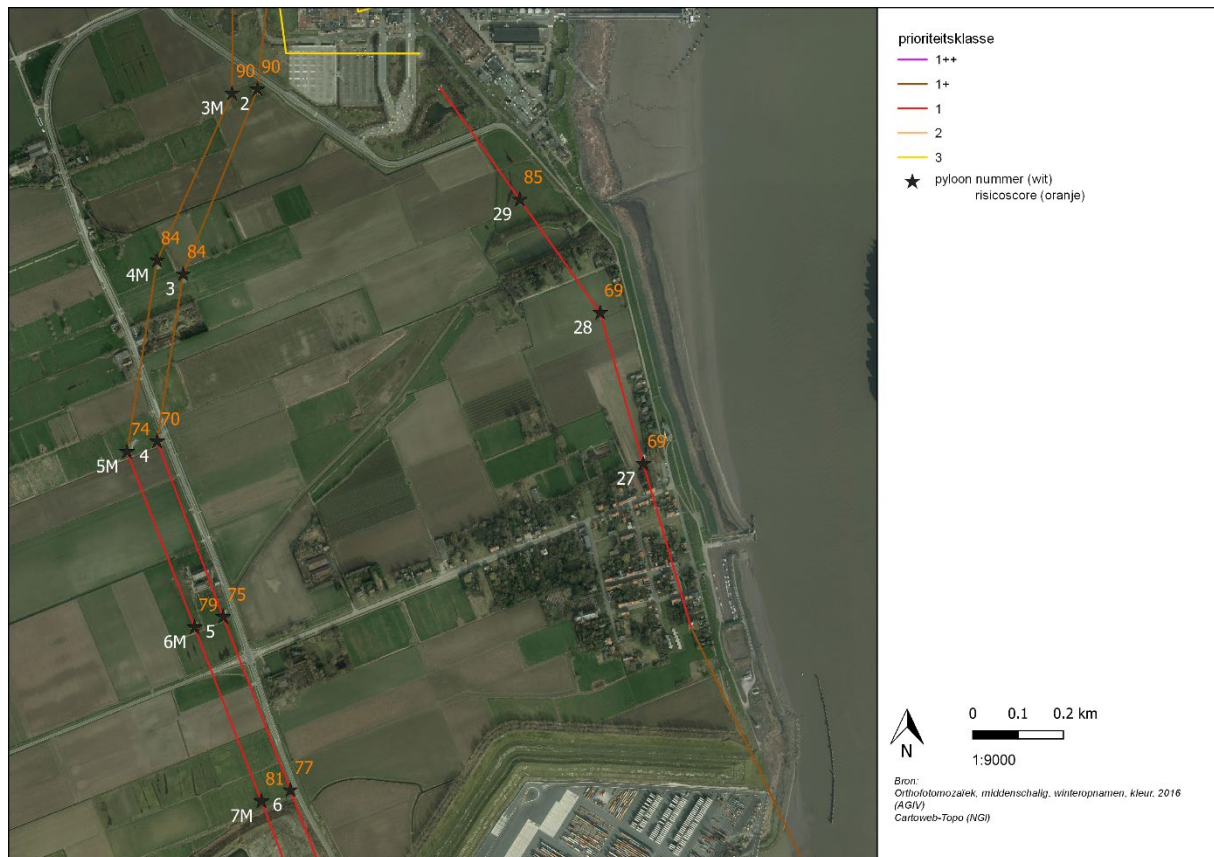 90
90
3M
2
85
29
84
84
4M
3
69
28
74
70
5M
4
69
27
79
75
6M
5
81
77
7M
6
prioriteitsklasse
1++
1+
1
2
3
pyloon nummer (wit)
risicoscore (oranje)
N
0 0.1 0.2 km
1:9000
Bron:
Orthofotomozaïek, middenschalig, winteropnamen, kleur, 2016
(AGIV)
Cartoweb-Topo (NGI)